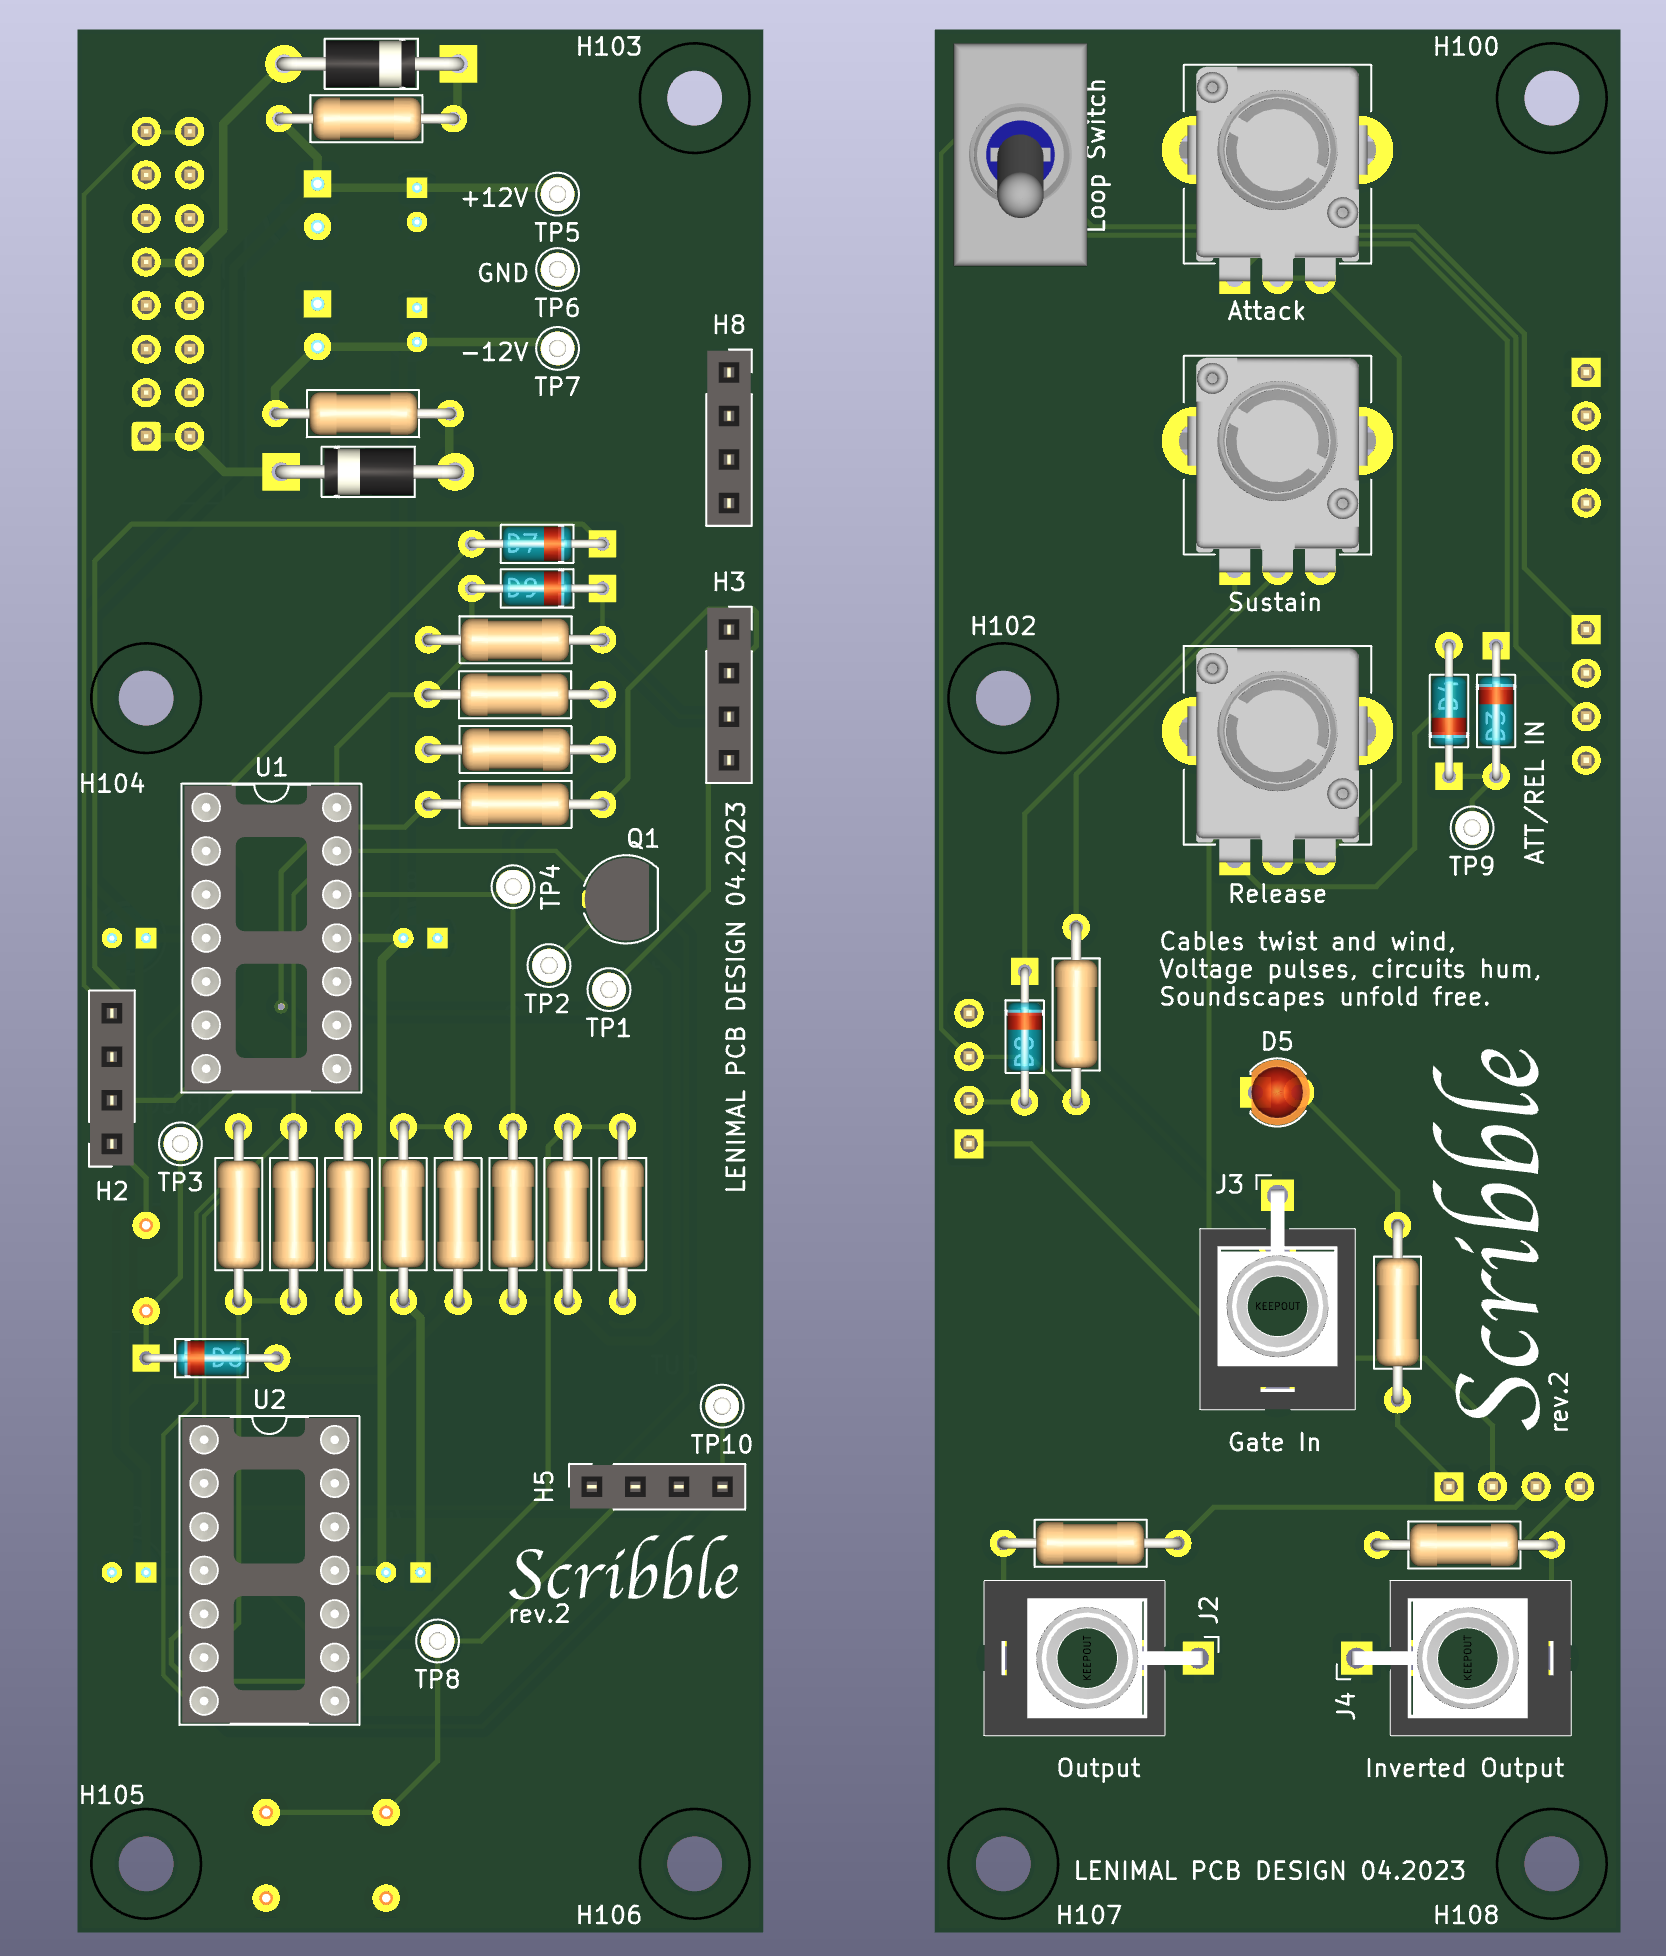 H103
+12V
TP5
GND
TP6
-12V
TP7
H8
D7
D9
H3
H104
U1
Q1
TP4
TP2
TP1
LENIMAL PCB DESIGN 04.2023
TP3
H2
D6
U2
TP10
H5
Scribble
rev.2
TP8
H105
H106
H100
Loop Switch
Attack
Sustain
H102
D4
D3
ATT/REL IN
TP9
Release
Cables twist and wind,
Voltage pulses, circuits hum,
Soundscapes unfold free.
D8
D5
J3
KEEPOUT
Scribble
rev.2
Gate In
J2
KEEPOUT
J4
KEEPOUT
Output
Inverted Output
LENIMAL PCB DESIGN 04.2023
H107
H108